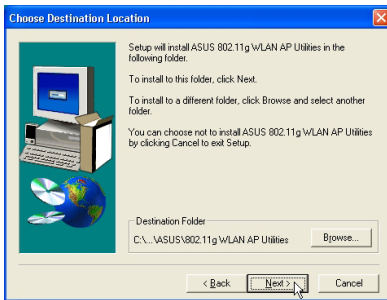 Choose Destination Location
Setup will install ASUS 802.11g WLAN AP Utilities in the
following folder.
To install to this folder, click Next.
To install to a different folder, click Browse and select another
folder.
You can choose not to install ASUS 802.11g WLAN AP Utilities
by clicking Cancel to exit Setup.
Destination Folder
C:\...\ASUS\802.11g WLAN AP Utilities
Browse...
< Back
Next >
Cancel